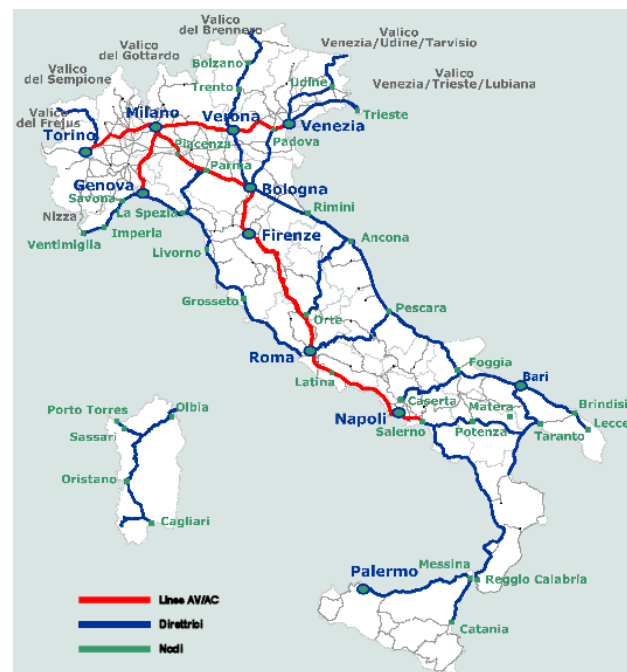 Valico
del Brennero
Valico
del Gottardo
Valico
Venezia/Udine/Tarvisio
Valico
del Sempione
Valico
Venezia/Trieste/Lubiana
Valico
del Frejus
Bolzano
Trento
Udine
Trieste
Torino
Milano
Verona
Venezia
Padova
Piacenza
Parma
Genova
Bologna
Savona
La Spezia
Rimini
Nizza
Imperia
Ventimiglia
Firenze
Ancona
Livorno
Grosseto
Pescara
Orte
Roma
Latina
Foggia
Bari
Caserta
Matera
Brindisi
Napoli
Salerno
Potenza
Taranto
Lecce
Porto Torres
Olbia
Sassari
Oristano
Cagliari
Palermo
Messina
Reggio Calabria
Catania
Linee AV/AC
Direttrici
Nodi